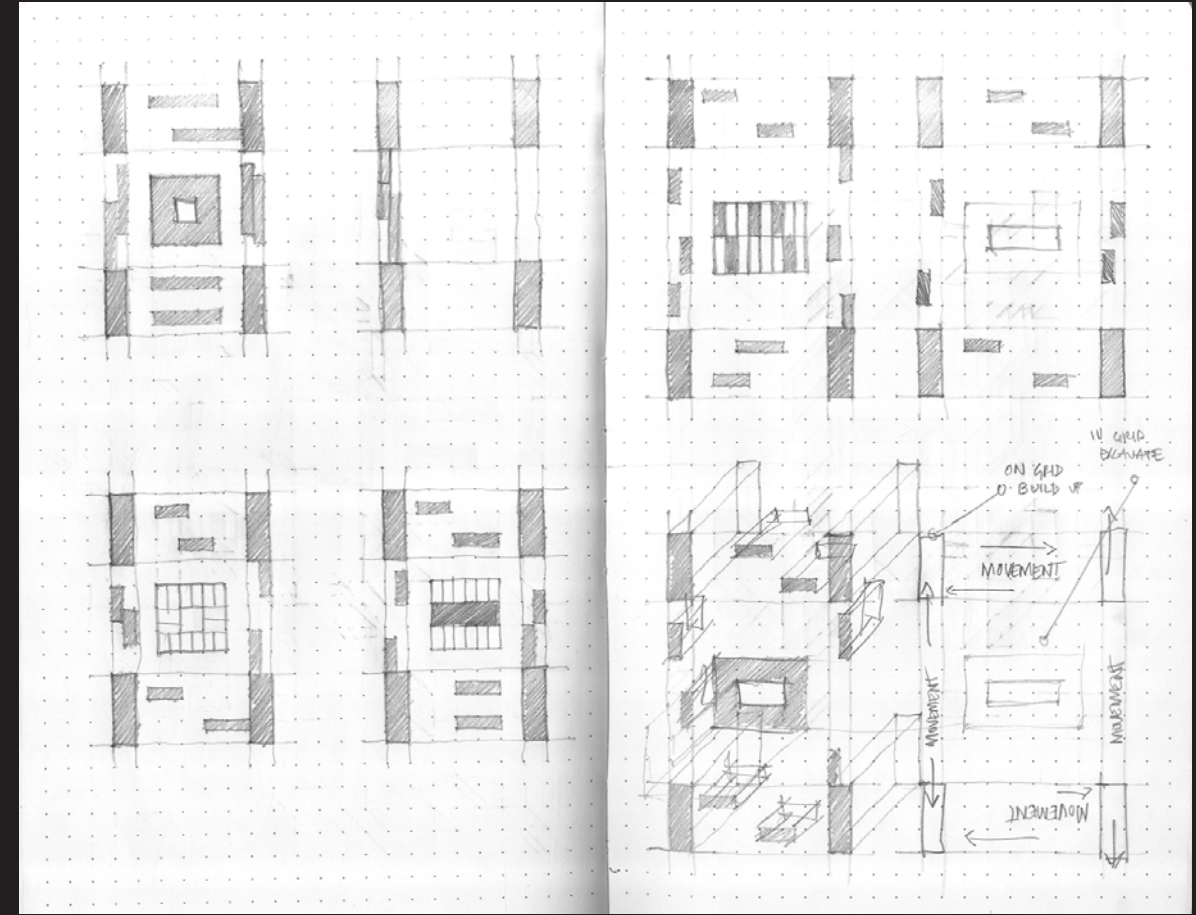 IN GRID
EXCAVATE
ON GRID
O. BUILD UP
MOVEMENT
MOVEMENT
MOVEMENT
MOVEMENT